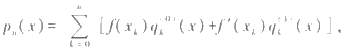 p_n(x) = \sum_{k=0}^{n} [ f(x_k) q_k^{(0)}(x) + f'(x_k) q_k^{(1)}(x) ] ,